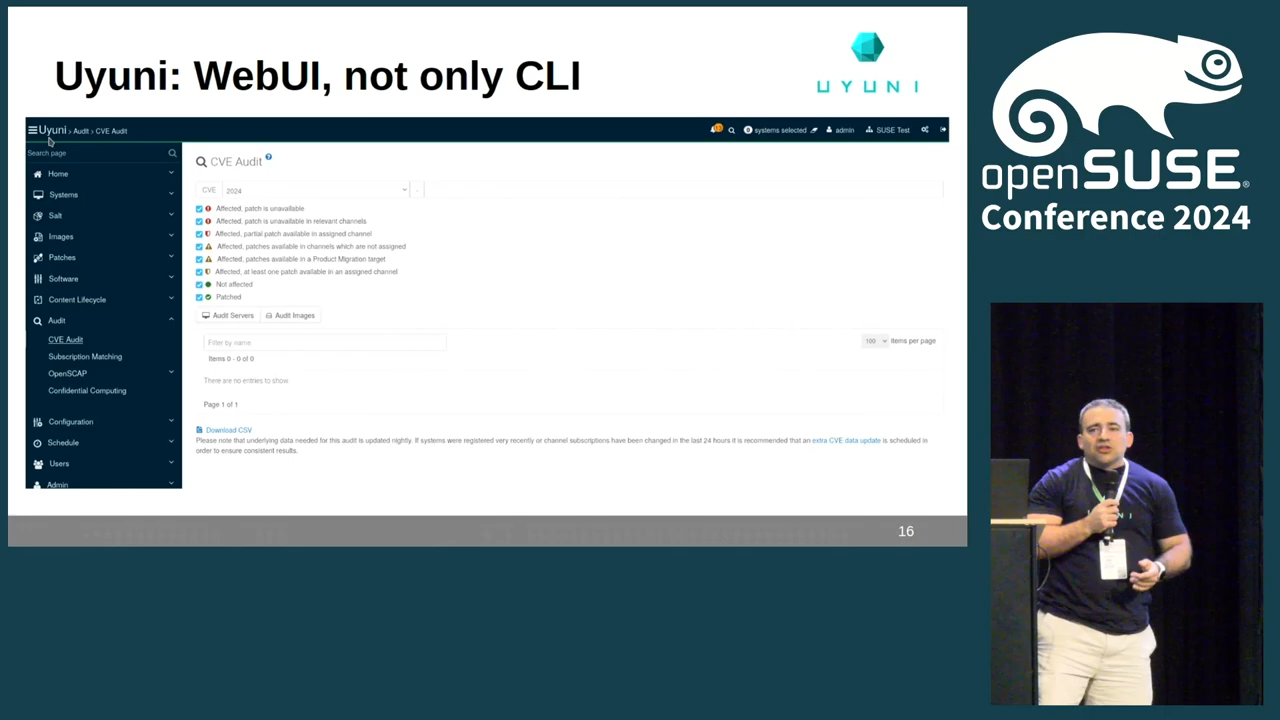 Uyuni: WebUI, not only CLI
UYUNI
Uyuni > Audit > CVE Audit
0 systems selected
admin
SUSE Test
Search page
Home
Systems
Salt
Images
Patches
Software
Content Lifecycle
Audit
CVE Audit
Subscription Matching
OpenSCAP
Confidential Computing
Configuration
Schedule
Users
Admin
CVE Audit ?
CVE 2024 -
Affected, patch is unavailable
Affected, patch is unavailable in relevant channels
Affected, partial patch available in assigned channel
Affected, patches available in channels which are not assigned
Affected, patches available in a Product Migration target
Affected, at least one patch available in an assigned channel
Not affected
Patched
Audit Servers Audit Images
Filter by name
100 items per page
Items 0 - 0 of 0
There are no entries to show.
Page 1 of 1
Download CSV
Please note that underlying data needed for this audit is updated nightly. If systems were registered very recently or channel subscriptions have been changed in the last 24 hours it is recommended that an extra CVE data update is scheduled in
order to ensure consistent results.
16
openSUSE®
Conference 2024